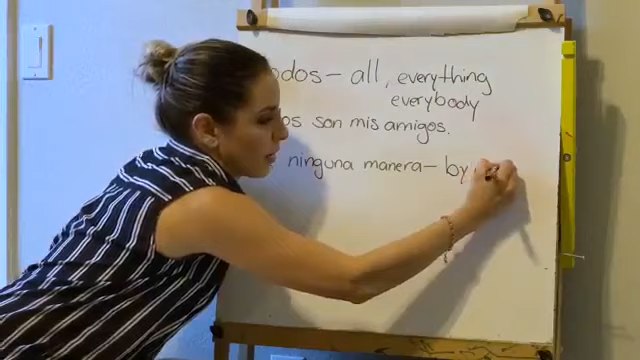 odos – all, everything
everybody
os son mis amigos.
ninguna manera – by